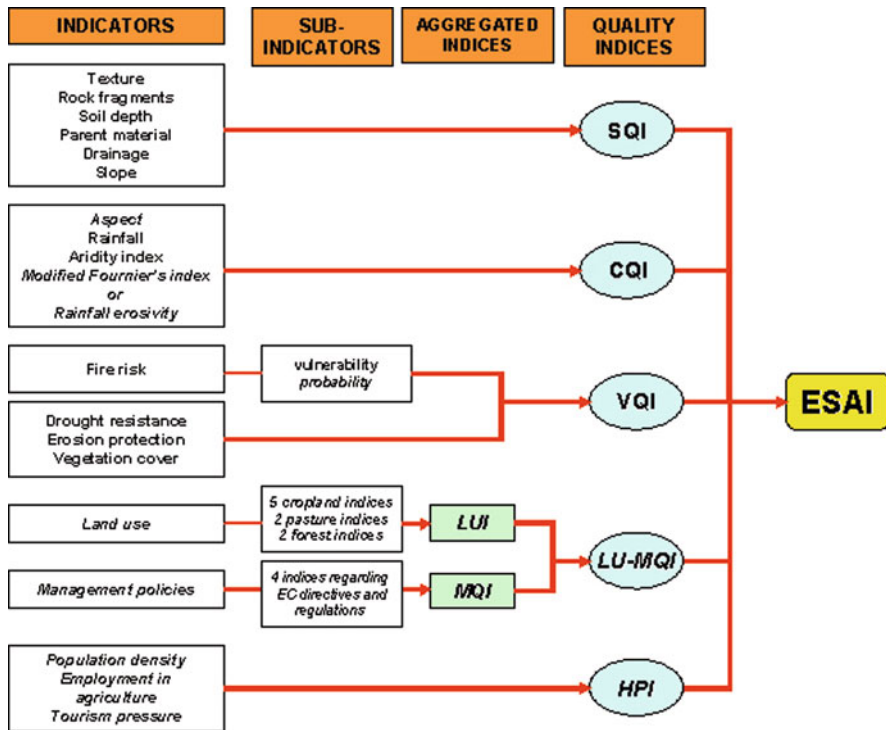 INDICATORS
SUB-
INDICATORS
AGGREGATED
INDICES
QUALITY
INDICES
Texture
Rock fragments
Soil depth
Parent material
Drainage
Slope
SQI
Aspect
Rainfall
Aridity index
Modified Fournier's index
or
Rainfall erosivity
CQI
Fire risk
vulnerability
probability
Drought resistance
Erosion protection
Vegetation cover
VQI
ESAI
Land use
5 cropland indices
2 pasture indices
2 forest indices
LUI
Management policies
4 indices regarding
EC directives and
regulations
MQI
LU-MQI
Population density
Employment in
agriculture
Tourism pressure
HPI